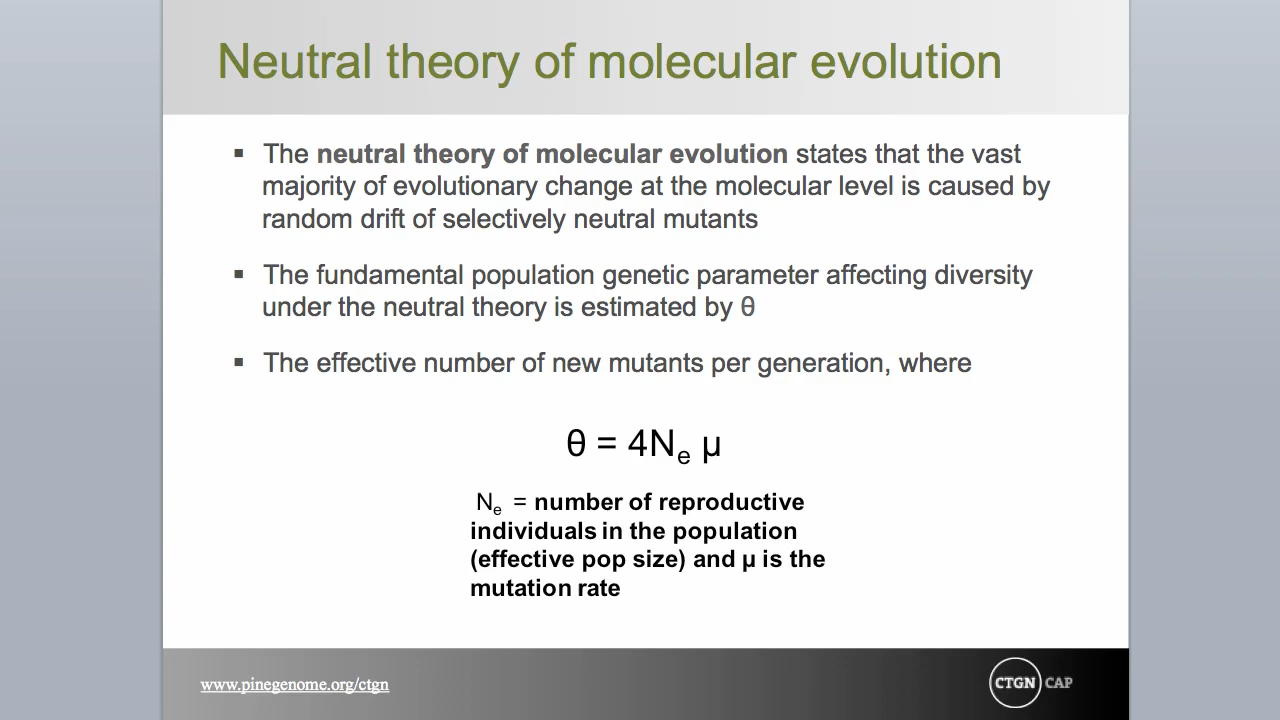 Neutral theory of molecular evolution
▪ The neutral theory of molecular evolution states that the vast
majority of evolutionary change at the molecular level is caused by
random drift of selectively neutral mutants
▪ The fundamental population genetic parameter affecting diversity
under the neutral theory is estimated by θ
▪ The effective number of new mutants per generation, where
θ = 4Nₑ µ
Nₑ = number of reproductive
individuals in the population
(effective pop size) and µ is the
mutation rate
www.pinegenome.org/ctgn
CTGN CAP